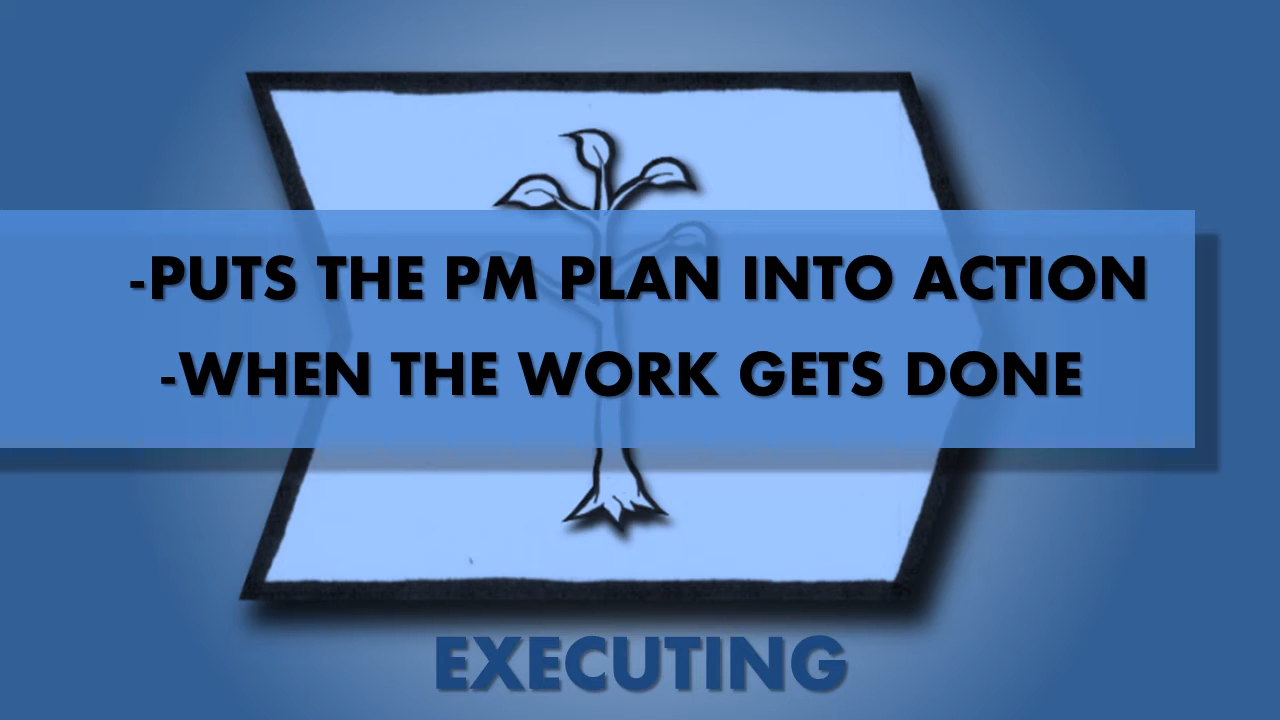 -PUTS THE PM PLAN INTO ACTION
-WHEN THE WORK GETS DONE
EXECUTING